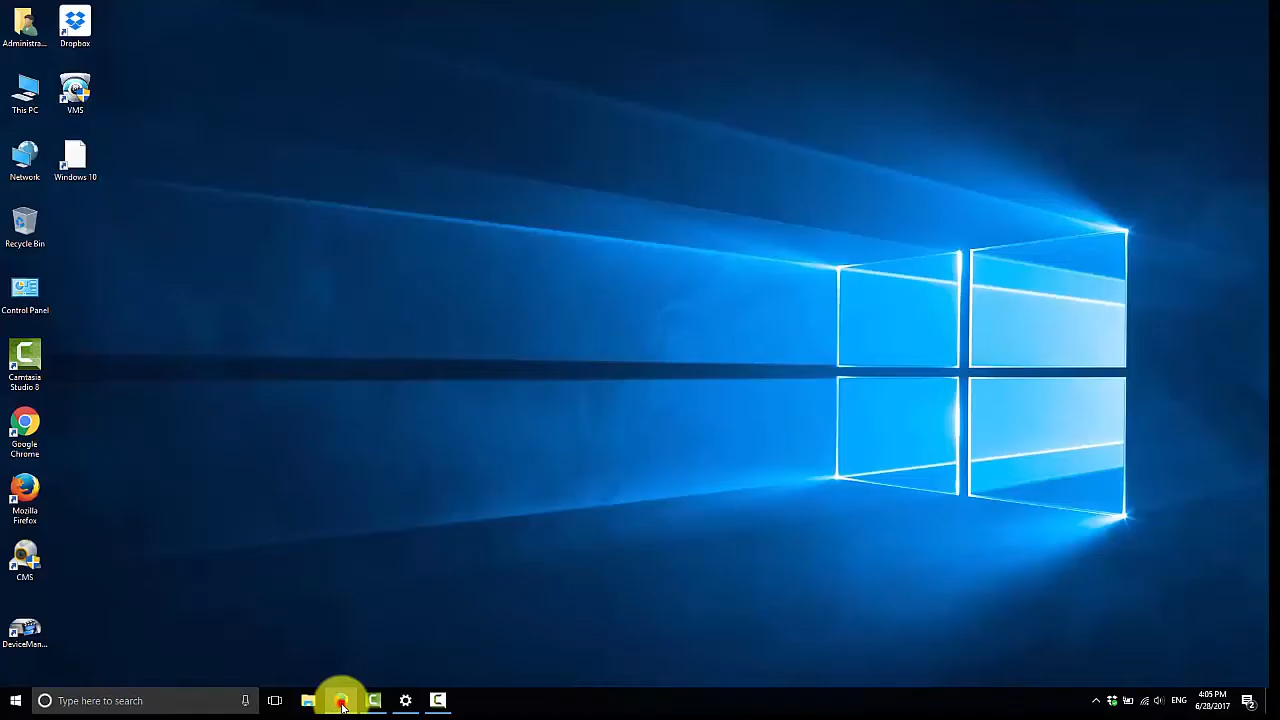 Administra...
Dropbox
This PC
VMS
Network
Windows 10
Recycle Bin
Control Panel
Camtasia
Studio 8
Google
Chrome
Mozilla
Firefox
CMS
DeviceMan...
Type here to search
ENG
4:05 PM
6/28/2017
2